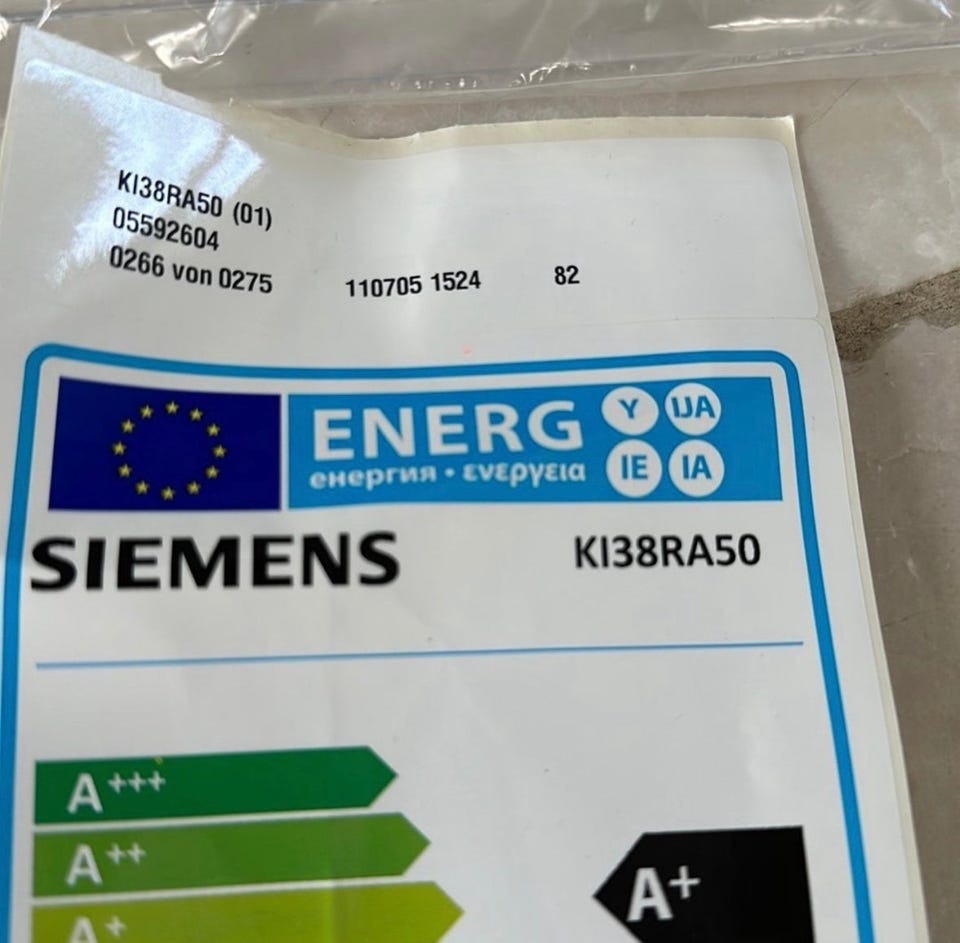 KI38RA50 (01)
05592604
0266 von 0275 110705 1524 82
ENERG Y IJA
енергия · ενεργεια IE IA
SIEMENS KI38RA50
A+++
A++
A+ A+